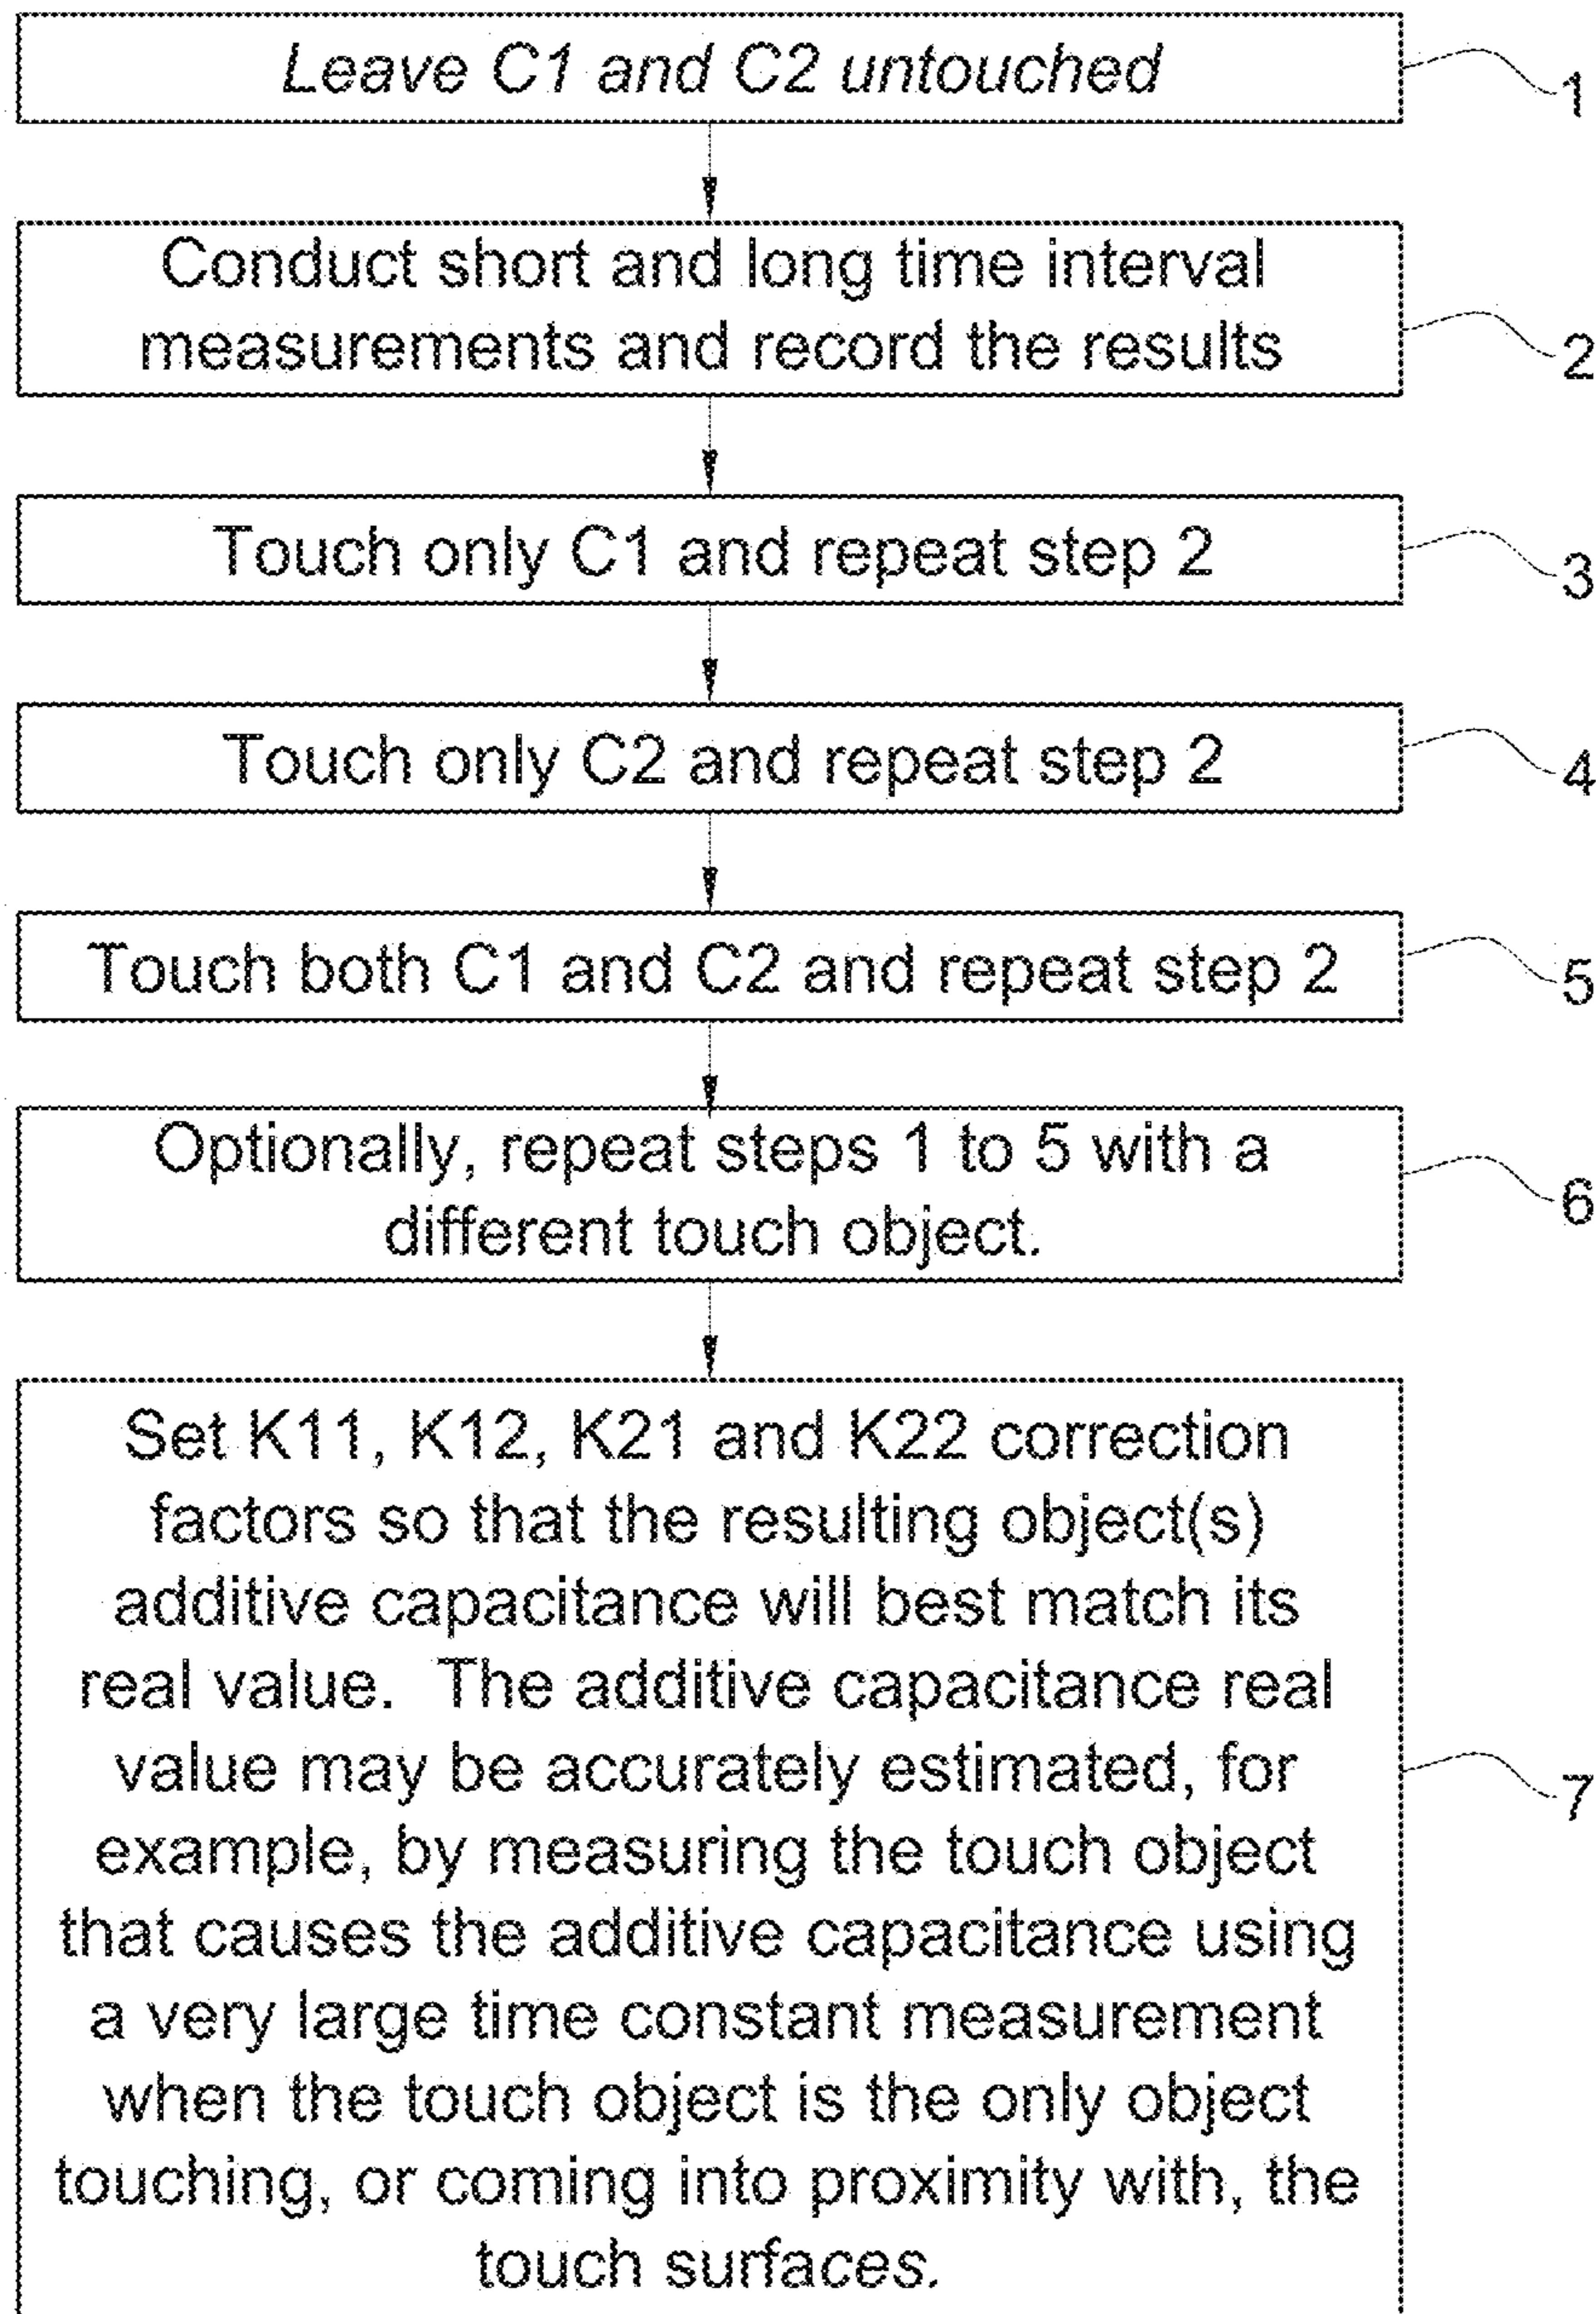 Leave C1 and C2 untouched
1
Conduct short and long time interval
measurements and record the results
2
Touch only C1 and repeat step 2
3
Touch only C2 and repeat step 2
4
Touch both C1 and C2 and repeat step 2
5
Optionally, repeat steps 1 to 5 with a
different touch object.
6
Set K11, K12, K21 and K22 correction
factors so that the resulting object(s)
additive capacitance will best match its
real value. The additive capacitance real
value may be accurately estimated, for
example, by measuring the touch object
that causes the additive capacitance using
a very large time constant measurement
when the touch object is the only object
touching, or coming into proximity with, the
touch surfaces.
7